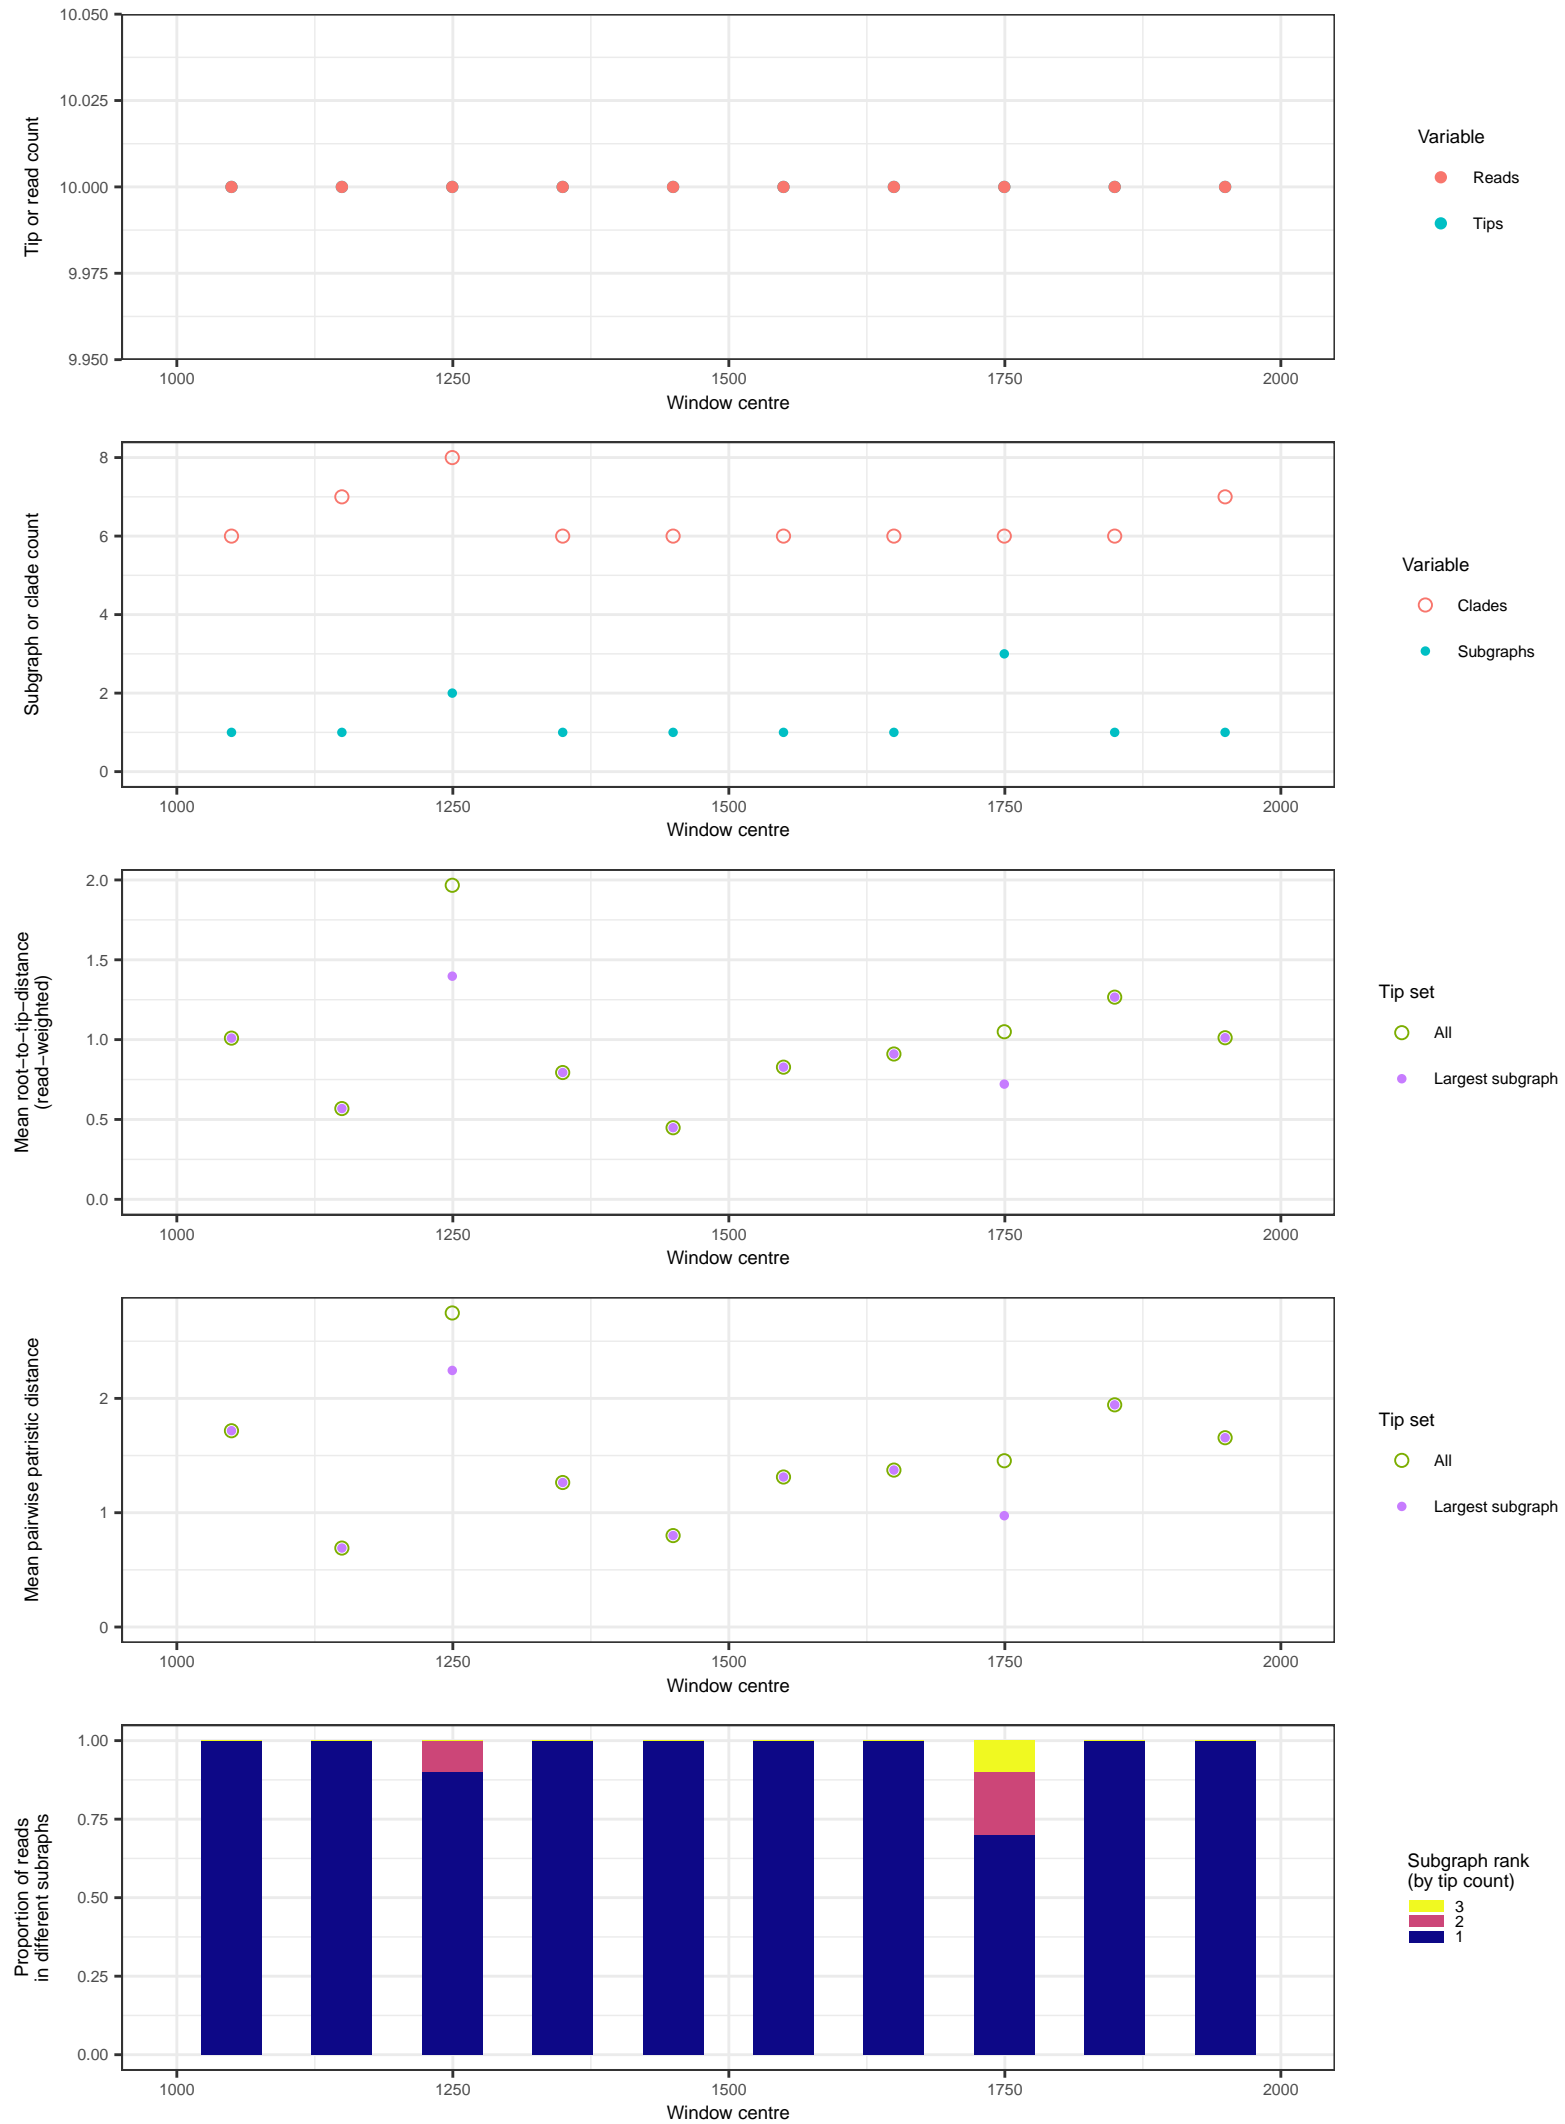 10.050
10.025
10.000
9.975
9.950
Tip or read count
1000 1250 1500 1750 2000
Window centre
Variable
Reads
Tips
8
6
4
2
0
Subgraph or clade count
1000 1250 1500 1750 2000
Window centre
Variable
Clades
Subgraphs
2.0
1.5
1.0
0.5
0.0
Mean root−to−tip−distance
(read−weighted)
1000 1250 1500 1750 2000
Window centre
Tip set
All
Largest subgraph
2
1
0
Mean pairwise patristic distance
1000 1250 1500 1750 2000
Window centre
Tip set
All
Largest subgraph
1.00
0.75
0.50
0.25
0.00
Proportion of reads
in different subraphs
1000 1250 1500 1750 2000
Window centre
Subgraph rank
(by tip count)
3
2
1